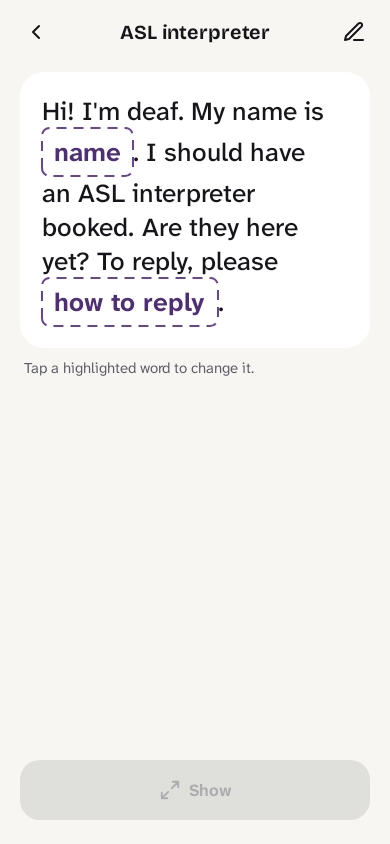 ASL interpreter
Hi! I'm deaf. My name is
name. I should have
an ASL interpreter
booked. Are they here
yet? To reply, please
how to reply.
Tap a highlighted word to change it.
Show